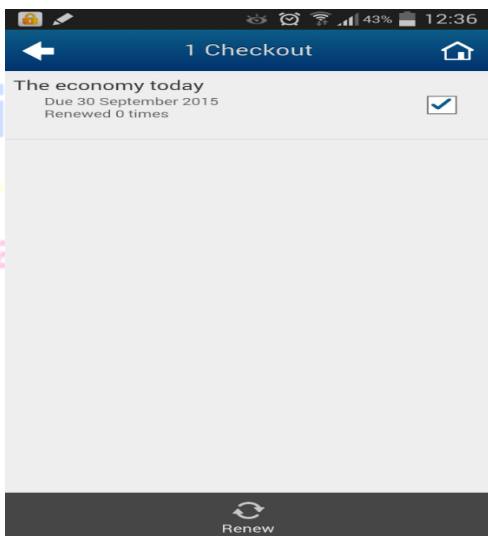 43% 12:36
1 Checkout
The economy today
Due 30 September 2015
Renewed 0 times
Renew